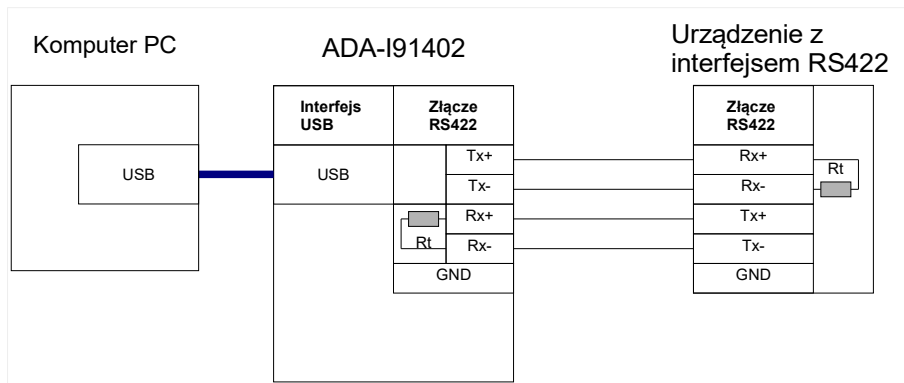 Komputer PC
ADA-I91402
Urządzenie z
interfejsem RS422
Interfejs
USB
Złącze
RS422
Złącze
RS422
USB
USB
Tx+
Tx-
Rx+
Rx-
Rt
GND
Rx+
Rx-
Tx+
Tx-
GND
Rt